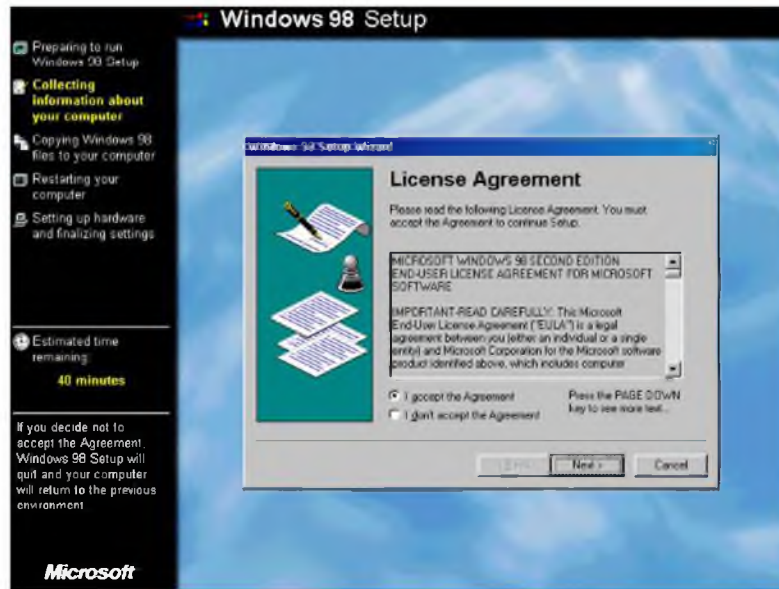 Windows 98 Setup
Preparing to run
Windows 98 Setup
Collecting
information about
your computer
Copying Windows 98
files to your computer
Restarting your
computer
Setting up hardware
and finalizing settings
Estimated time
remaining:
40 minutes
If you decide not to
accept the Agreement,
Windows 98 Setup will
quit and your computer
will return to the previous
environment.
Microsoft
Windows 98 Setup Wizard
License Agreement
Please read the following License Agreement. You must
accept the Agreement to continue Setup.
MICROSOFT WINDOWS 98 SECOND EDITION
END-USER LICENSE AGREEMENT FOR MICROSOFT
SOFTWARE
IMPORTANT-READ CAREFULLY: This Microsoft
End-User License Agreement ("EULA") is a legal
agreement between you (either an individual or a single
entity) and Microsoft Corporation for the Microsoft software
product identified above, which includes computer
I accept the Agreement
I don't accept the Agreement
Press the PAGE DOWN
key to see more text...
Next >
Cancel